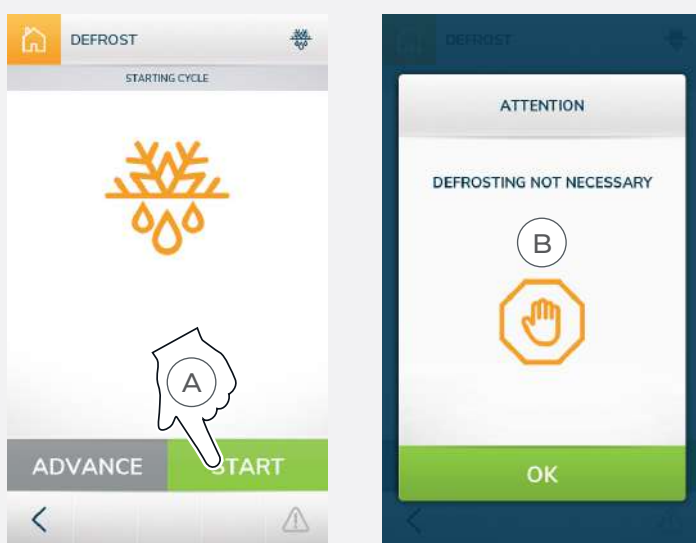 DEFROST
STARTING CYCLE
A
ADVANCE
START
DEFROST
ATTENTION
DEFROSTING NOT NECESSARY
B
OK